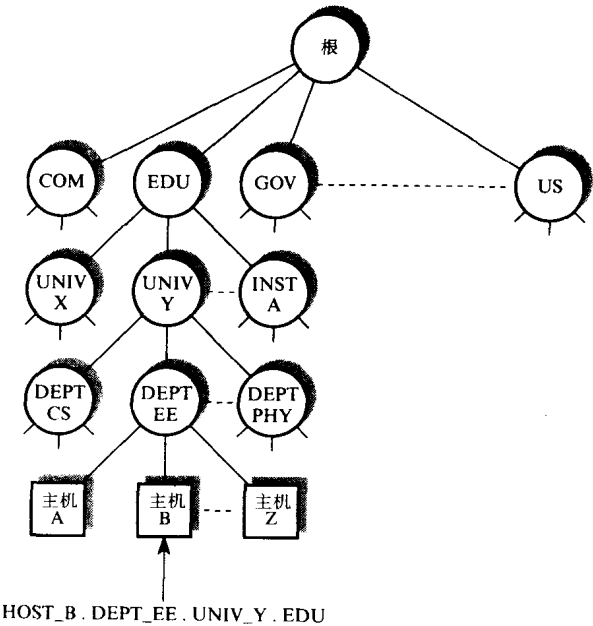 根
COM
EDU
GOV
US
UNIV
X
UNIV
Y
INST
A
DEPT
CS
DEPT
EE
DEPT
PHY
主机
A
主机
B
主机
Z
HOST_B . DEPT_EE . UNIV_Y . EDU